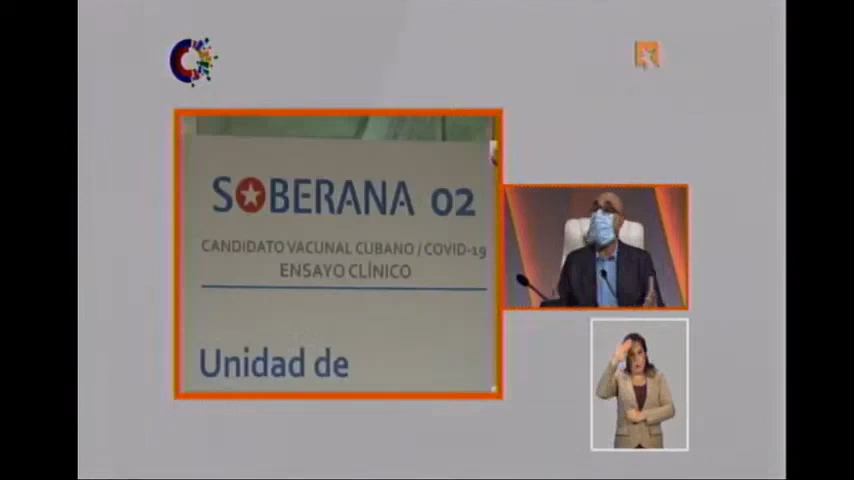 SOBERANA 02
CANDIDATO VACUNAL CUBANO / COVID-19
ENSAYO CLÍNICO
Unidad de